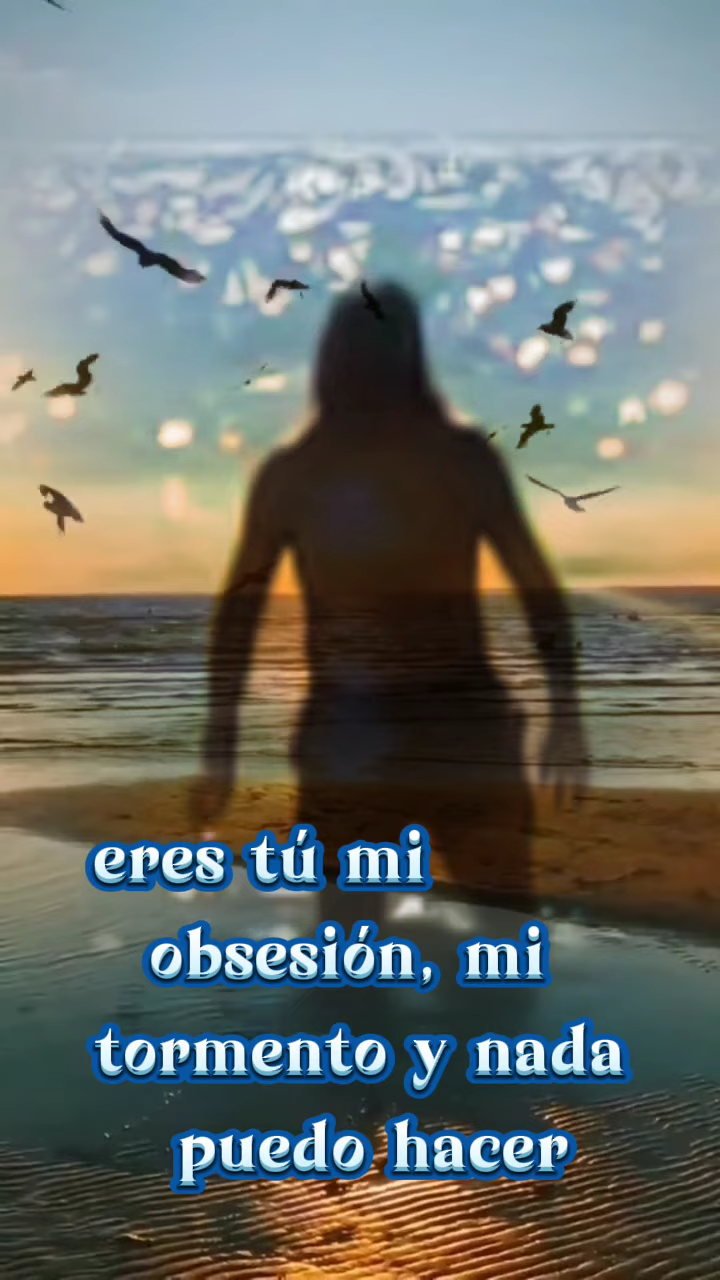 eres tú mi
obsesión, mi
tormento y nada
puedo hacer